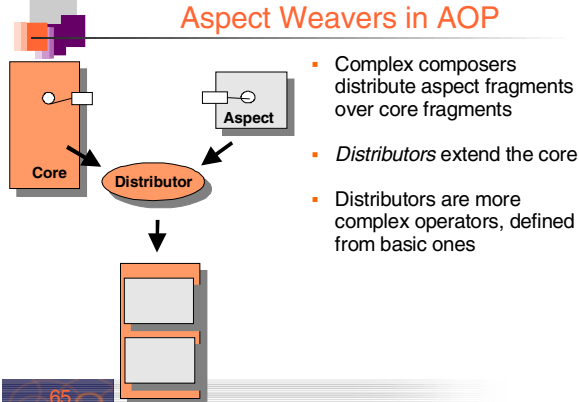 Aspect Weavers in AOP
Core
Aspect
Distributor
▪ Complex composers
distribute aspect fragments
over core fragments
▪ Distributors extend the core
▪ Distributors are more
complex operators, defined
from basic ones
65